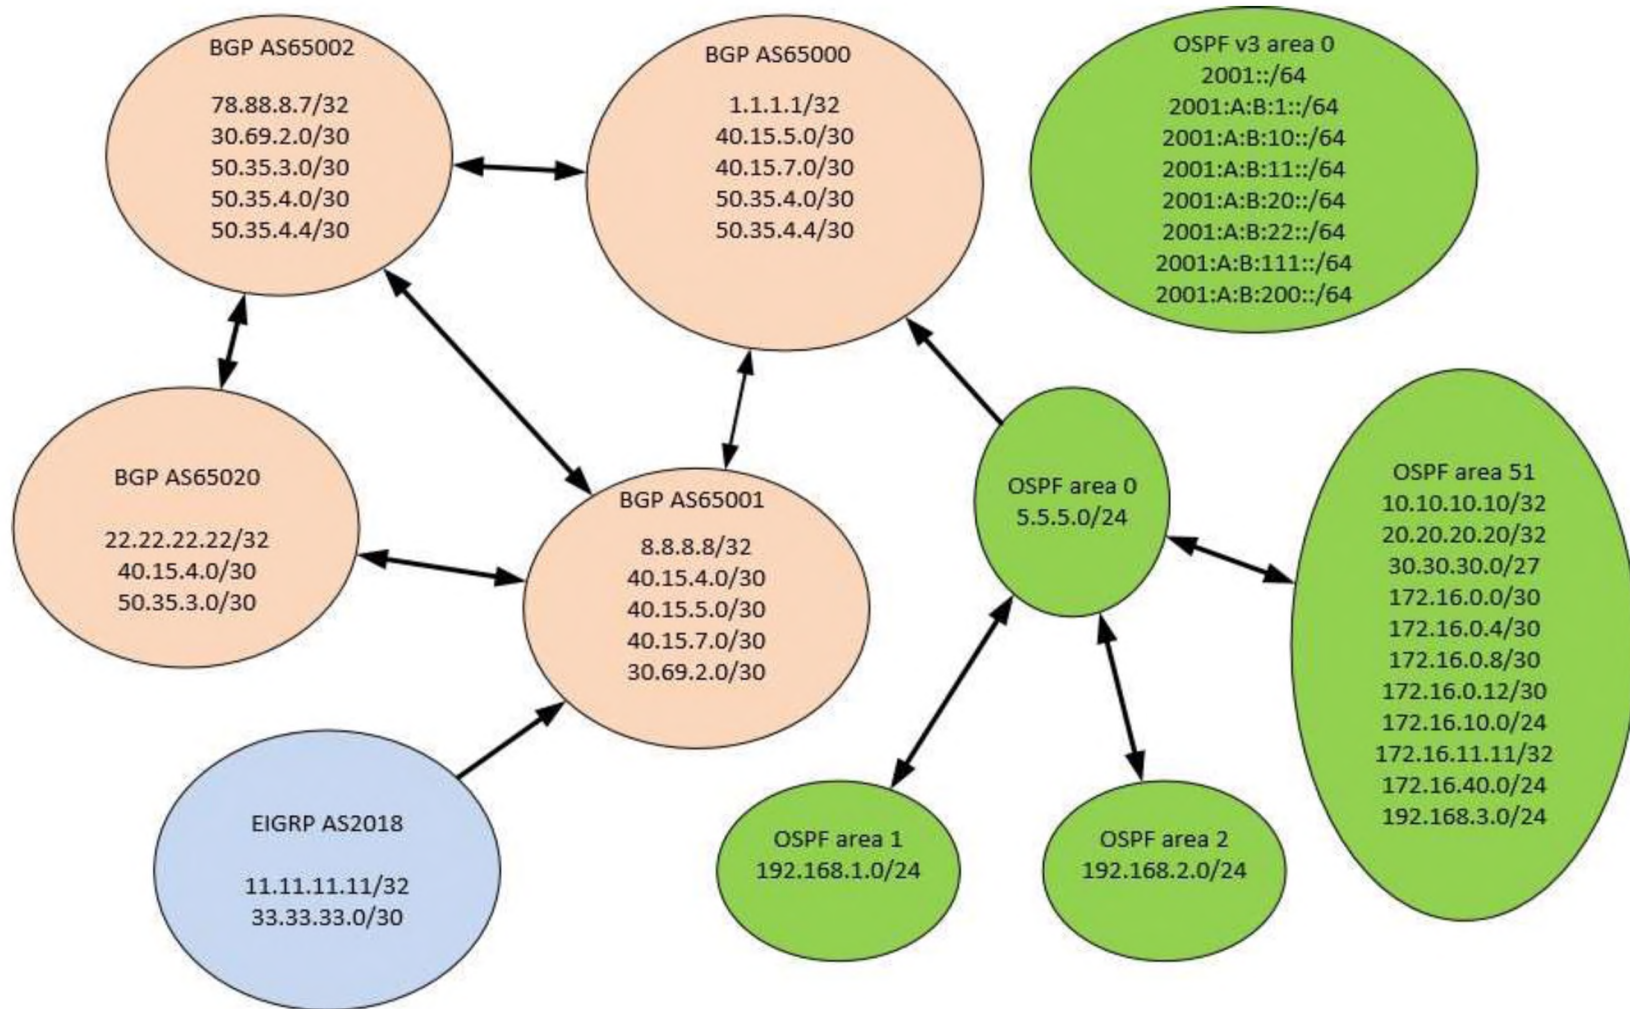 BGP AS65002
78.88.8.7/32
30.69.2.0/30
50.35.3.0/30
50.35.4.0/30
50.35.4.4/30
BGP AS65000
1.1.1.1/32
40.15.5.0/30
40.15.7.0/30
50.35.4.0/30
50.35.4.4/30
OSPF v3 area 0
2001::/64
2001:A:B:1::/64
2001:A:B:10::/64
2001:A:B:11::/64
2001:A:B:20::/64
2001:A:B:22::/64
2001:A:B:111::/64
2001:A:B:200::/64
BGP AS65020
22.22.22.22/32
40.15.4.0/30
50.35.3.0/30
BGP AS65001
8.8.8.8/32
40.15.4.0/30
40.15.5.0/30
40.15.7.0/30
30.69.2.0/30
OSPF area 0
5.5.5.0/24
OSPF area 51
10.10.10.10/32
20.20.20.20/32
30.30.30.0/27
172.16.0.0/30
172.16.0.4/30
172.16.0.8/30
172.16.0.12/30
172.16.10.0/24
172.16.11.11/32
172.16.40.0/24
192.168.3.0/24
EIGRP AS2018
11.11.11.11/32
33.33.33.0/30
OSPF area 1
192.168.1.0/24
OSPF area 2
192.168.2.0/24